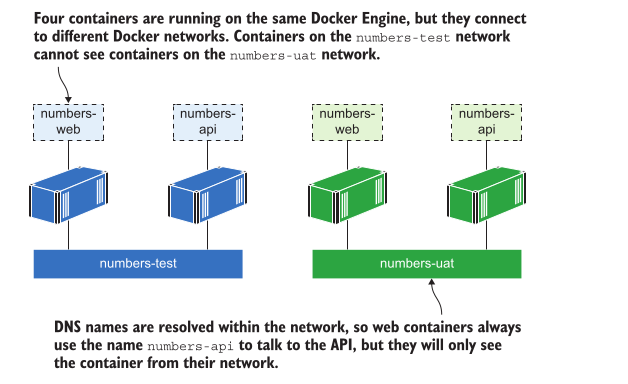 Four containers are running on the same Docker Engine, but they connect
to different Docker networks. Containers on the numbers-test network
cannot see containers on the numbers-uat network.
numbers-
web
numbers-
api
numbers-
web
numbers-
api
numbers-test
numbers-uat
DNS names are resolved within the network, so web containers always
use the name numbers-api to talk to the API, but they will only see
the container from their network.